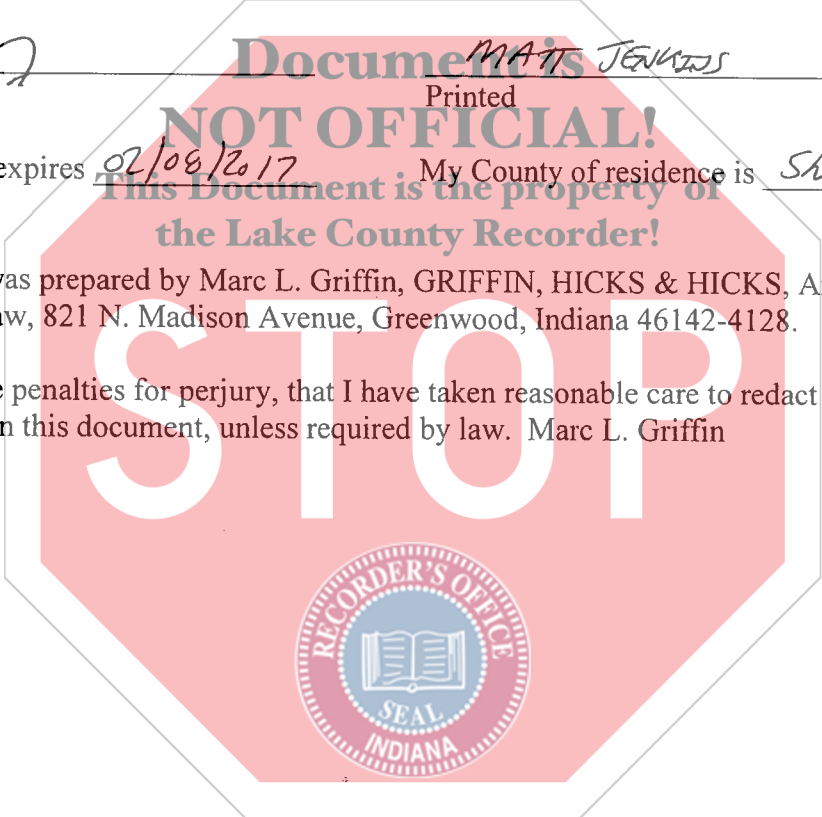 Document is
MATT JENKINS
Printed
NOT OFFICIAL!
expires 02/08/2017 My County of residence is Sh
This Document is the property of
the Lake County Recorder!
was prepared by Marc L. Griffin, GRIFFIN, HICKS & HICKS, A
aw, 821 N. Madison Avenue, Greenwood, Indiana 46142-4128.
STOP
e penalties for perjury, that I have taken reasonable care to redact
n this document, unless required by law. Marc L. Griffin
RECORDER'S OFFICE
SEAL
INDIANA